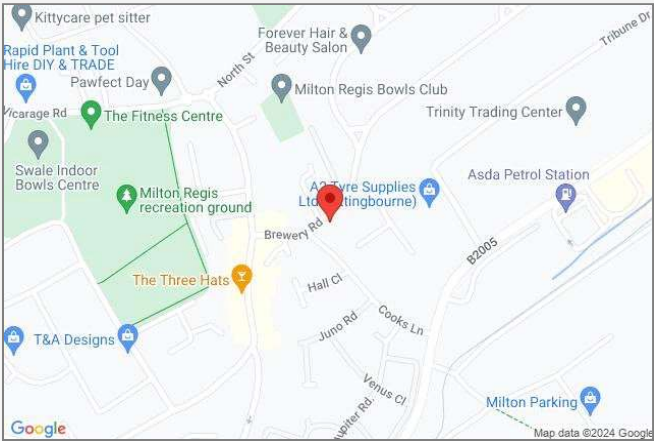 Kittycare pet sitter
Forever Hair &
Beauty Salon
Tribune Dr
Rapid Plant & Tool
Hire DIY & TRADE
North St
Pawfect Day
Milton Regis Bowls Club
Vicarage Rd
The Fitness Centre
Trinity Trading Center
Swale Indoor
Bowls Centre
Asda Petrol Station
A2 Tyre Supplies
Ltd (Sittingbourne)
Milton Regis
recreation ground
Brewery Rd
B2005
The Three Hats
Hall Cl
Cooks Ln
Juno Rd
T&A Designs
Venus Cl
Jupiter Rd.
Milton Parking
Google
Map data ©2024 Google